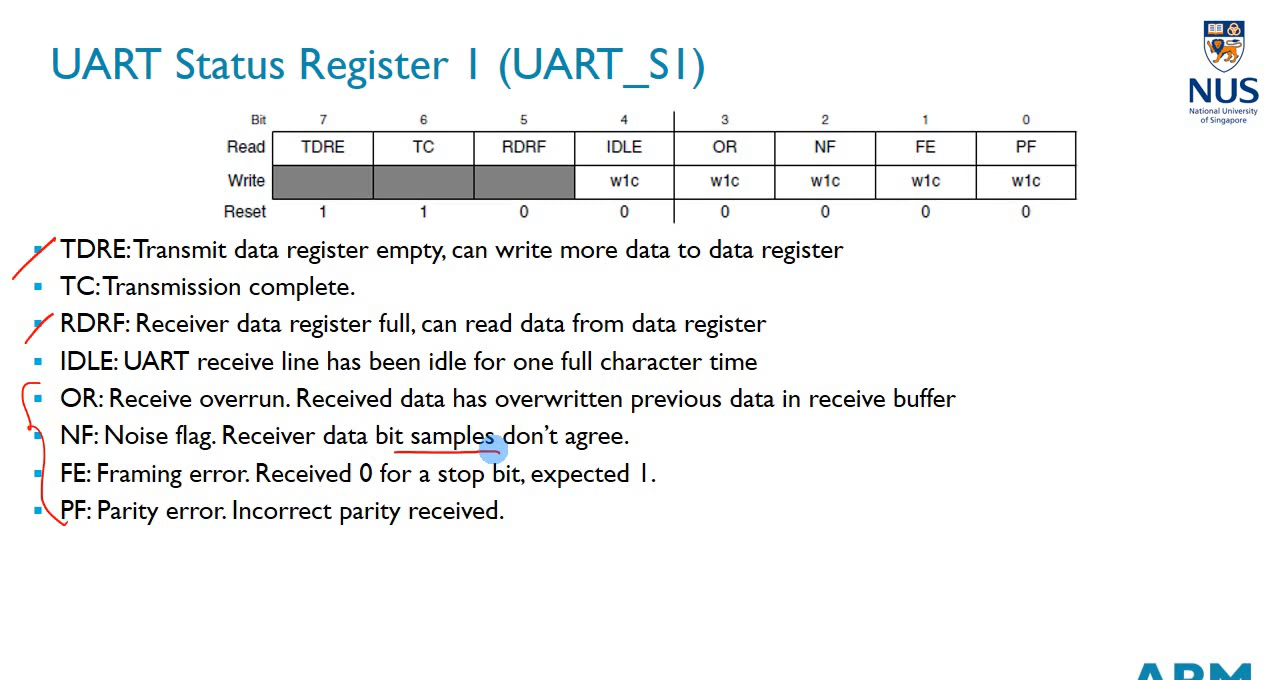 UART Status Register 1 (UART_S1)
NUS
National University
of Singapore
Bit 7 6 5 4 3 2 1 0
Read TDRE TC RDRF IDLE OR NF FE PF
Write w1c w1c w1c w1c w1c
Reset 1 1 0 0 0 0 0 0
▪ TDRE: Transmit data register empty, can write more data to data register
▪ TC: Transmission complete.
▪ RDRF: Receiver data register full, can read data from data register
▪ IDLE: UART receive line has been idle for one full character time
▪ OR: Receive overrun. Received data has overwritten previous data in receive buffer
▪ NF: Noise flag. Receiver data bit samples don’t agree.
▪ FE: Framing error. Received 0 for a stop bit, expected 1.
▪ PF: Parity error. Incorrect parity received.
ARM